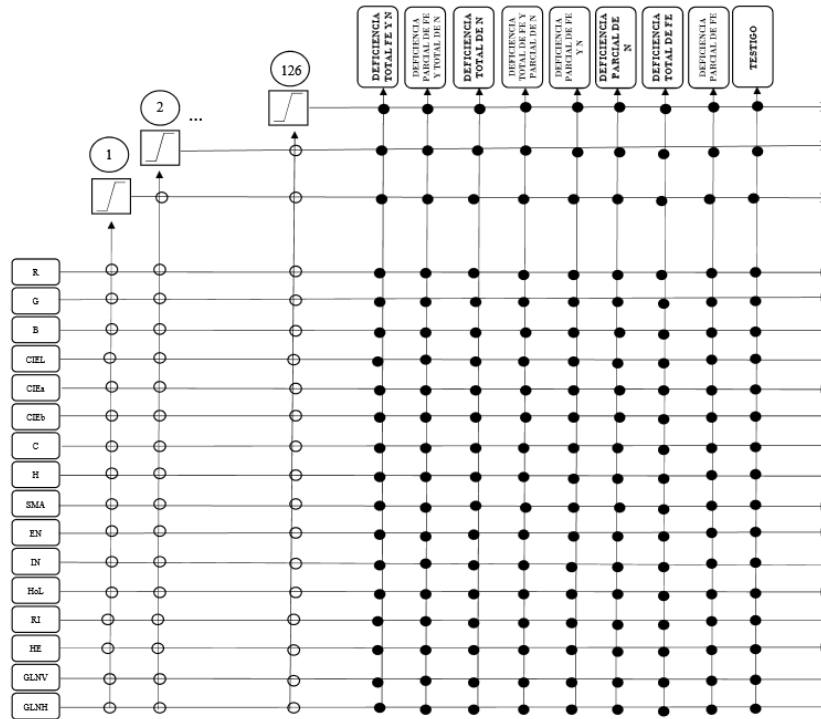 DEFICIENCIA
TOTAL FE Y N
DEFICIENCIA
PARCIAL DE FE
Y TOTAL DE N
DEFICIENCIA
TOTAL DE N
DEFICIENCIA
TOTAL DE FE Y
PARCIAL DE N
DEFICIENCIA
PARCIAL DE FE
Y N
DEFICIENCIA
PARCIAL DE
N
DEFICIENCIA
TOTAL DE FE
DEFICIENCIA
PARCIAL DE FE
TESTIGO
126
2 ...
1
R
G
B
CIEL
CIEa
CIEb
C
H
SMA
EN
IN
HoL
RI
HE
GLNV
GLNH